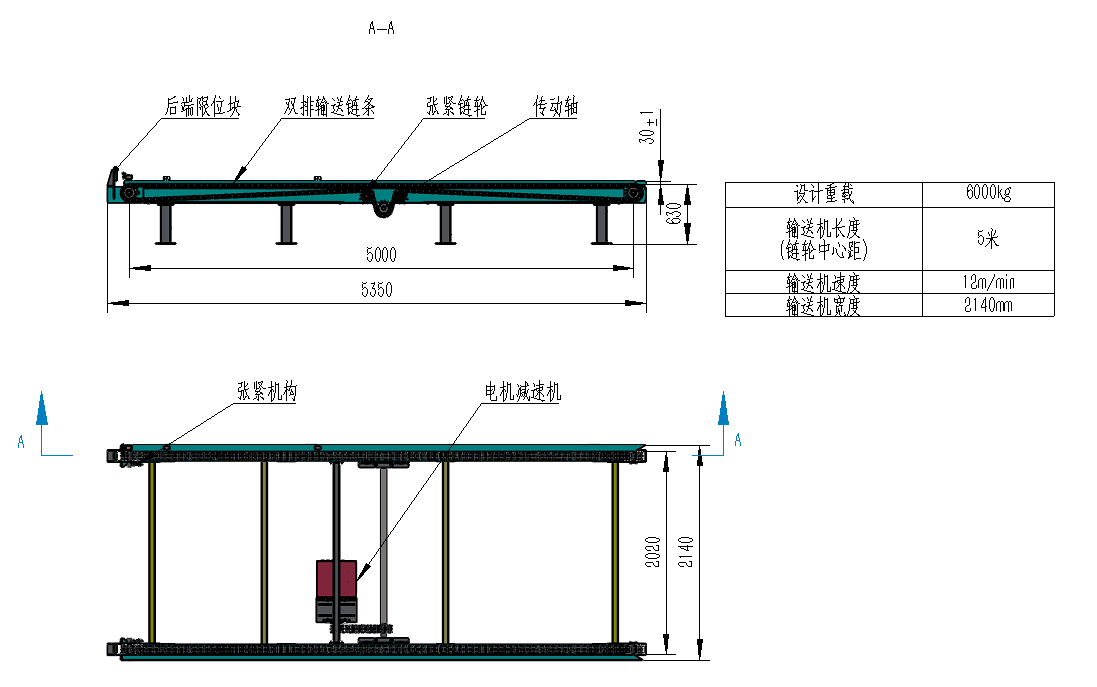 A-A
后端限位块
双排输送链条
张紧链轮
传动轴
30±1
630
5000
5350
设计重载
6000kg
输送机长度
(链轮中心距)
5米
输送机速度
12m/min
输送机宽度
2140mm
张紧机构
电机减速机
A
A
2020
2140